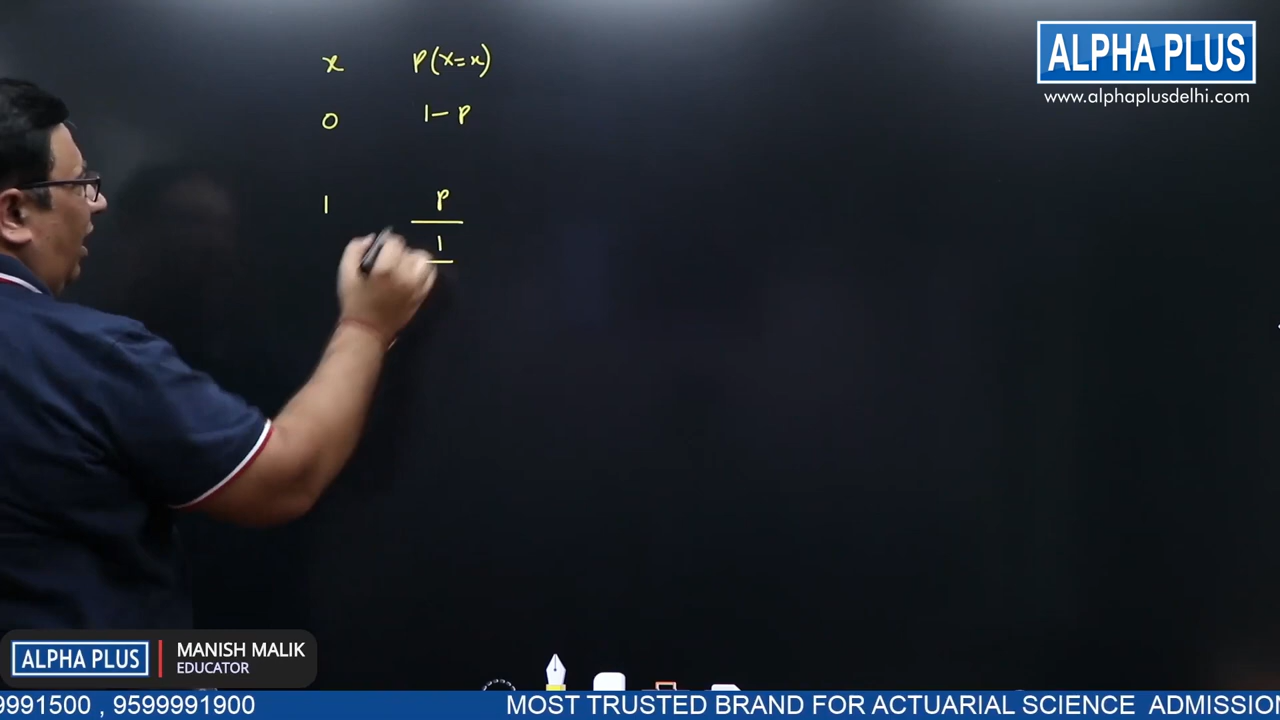 ALPHA PLUS
www.alphaplusdelhi.com
x P(X=x)
0 1-P
1 P
1
ALPHA PLUS MANISH MALIK
EDUCATOR
9991500 , 9599991900 MOST TRUSTED BRAND FOR ACTUARIAL SCIENCE ADMISSION